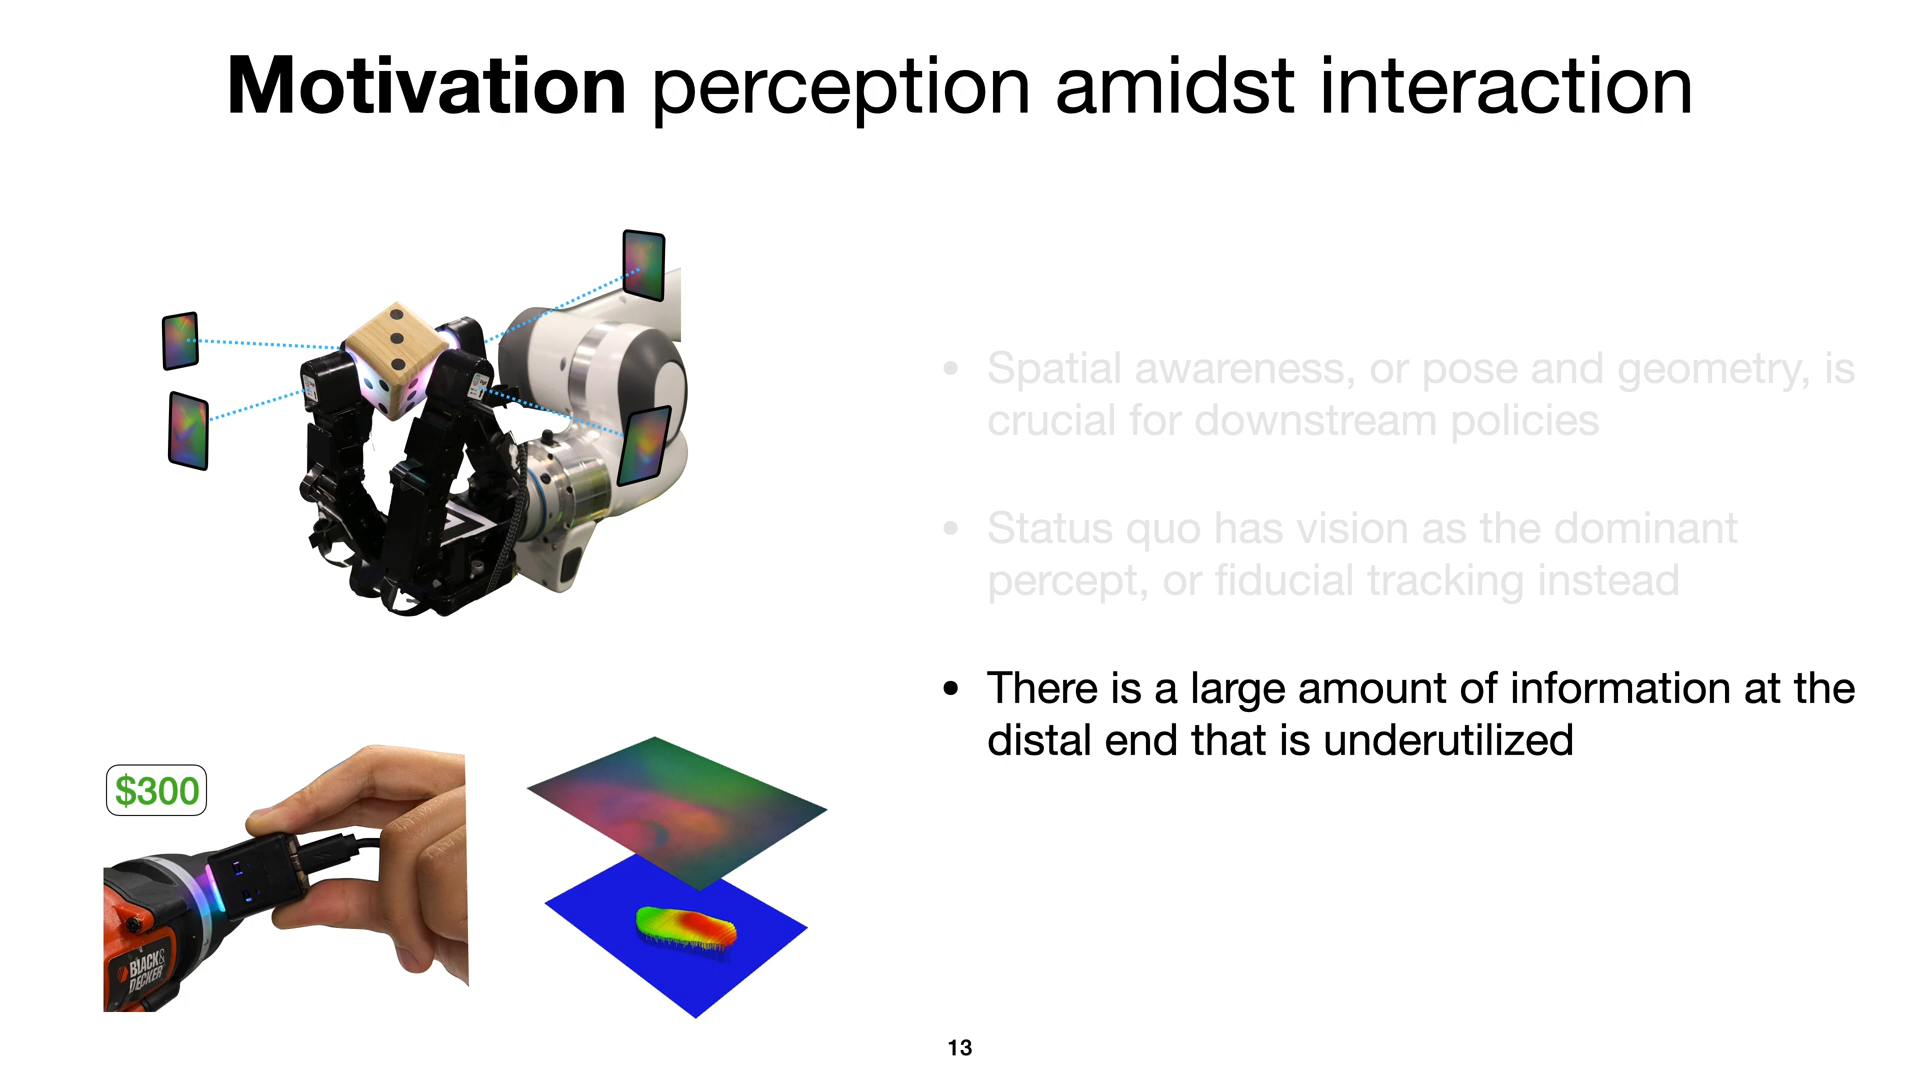 Motivation perception amidst interaction
• Spatial awareness, or pose and geometry, is
crucial for downstream policies
• Status quo has vision as the dominant
percept, or fiducial tracking instead
• There is a large amount of information at the
distal end that is underutilized
$300
BLACK&
DECKER
13